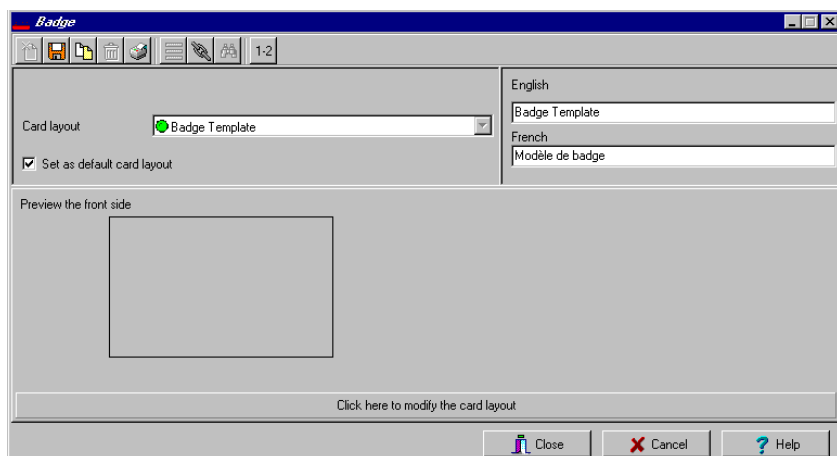 Badge
1-2
English
Badge Template
Card layout
Badge Template
French
Modèle de badge
Set as default card layout
Preview the front side
Click here to modify the card layout
Close
Cancel
Help